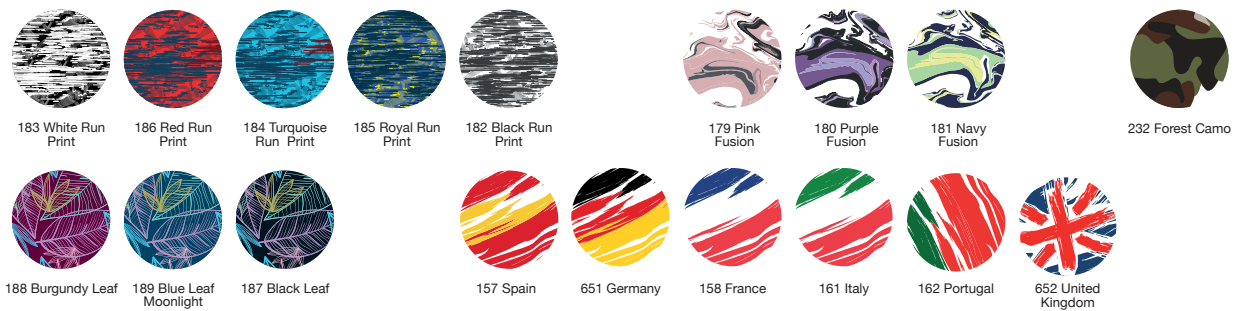 183 White Run
Print
186 Red Run
Print
184 Turquoise
Run  Print
185 Royal Run
Print
182 Black Run
Print
179 Pink
Fusion
180 Purple
Fusion
181 Navy
Fusion
232 Forest Camo
188 Burgundy Leaf
189 Blue Leaf
Moonlight
187 Black Leaf
157 Spain
651 Germany
158 France
161 Italy
162 Portugal
652 United
Kingdom